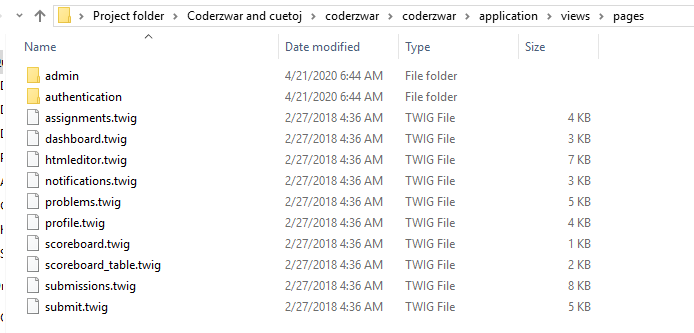 Project folder > Coderzwar and cuetoj > coderzwar > coderzwar > application > views > pages
Name Date modified Type Size
admin 4/21/2020 6:44 AM File folder
authentication 4/21/2020 6:44 AM File folder
assignments.twig 2/27/2018 4:36 AM TWIG File 4 KB
dashboard.twig 2/27/2018 4:36 AM TWIG File 3 KB
htmleditor.twig 2/27/2018 4:36 AM TWIG File 7 KB
notifications.twig 2/27/2018 4:36 AM TWIG File 3 KB
problems.twig 2/27/2018 4:36 AM TWIG File 5 KB
profile.twig 2/27/2018 4:36 AM TWIG File 4 KB
scoreboard.twig 2/27/2018 4:36 AM TWIG File 1 KB
scoreboard_table.twig 2/27/2018 4:36 AM TWIG File 2 KB
submissions.twig 2/27/2018 4:36 AM TWIG File 8 KB
submit.twig 2/27/2018 4:36 AM TWIG File 5 KB